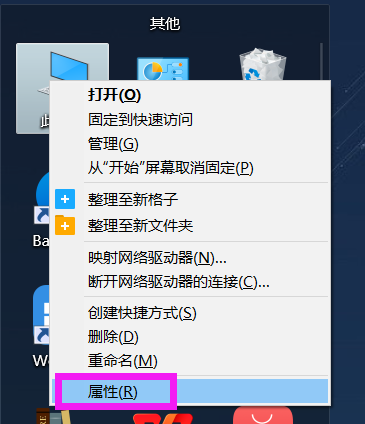 其他
打开(O)
固定到快速访问
管理(G)
从“开始”屏幕取消固定(P)
整理至新格子
整理至新文件夹
映射网络驱动器(N)...
断开网络驱动器的连接(C)...
创建快捷方式(S)
删除(D)
重命名(M)
属性(R)